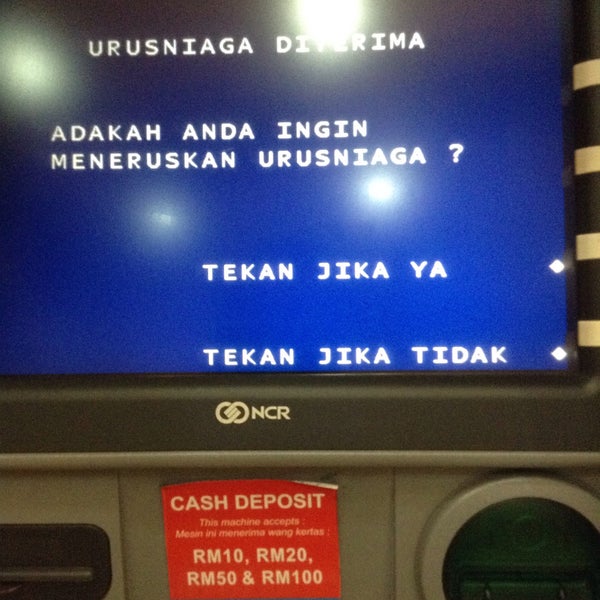 URUSNIAGA DITERIMA
ADAKAH ANDA INGIN
MENERUSKAN URUSNIAGA ?
TEKAN JIKA YA
TEKAN JIKA TIDAK
NCR
CASH DEPOSIT
This machine accepts :
Mesin ini menerima wang kertas :
RM10, RM20,
RM50 & RM100